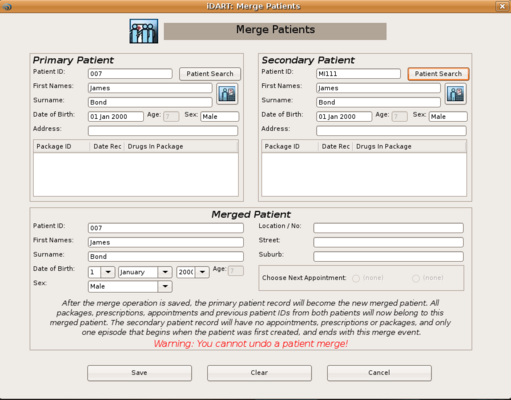 iDART: Merge Patients
Merge Patients
Primary Patient
Patient ID: 007 Patient Search
First Names: James
Surname: Bond
Date of Birth: 01 Jan 2000 Age: ? Sex: Male
Address:
Package ID Date Rec Drugs In Package
Secondary Patient
Patient ID: MI111 Patient Search
First Names: James
Surname: Bond
Date of Birth: 01 Jan 2000 Age: ? Sex: Male
Address:
Package ID Date Rec Drugs In Package
Merged Patient
Patient ID: 007
First Names: James
Surname: Bond
Date of Birth: 1 January Age: ?
Sex: Male
Location / No:
Street:
Suburb:
Choose Next Appointment: (none) (none)
After the merge operation is saved, the primary patient record will become the new merged patient. All
packages, prescriptions, appointments and previous patient IDs from both patients will now belong to this
merged patient. The secondary patient record will have no appointments, prescriptions or packages, and only
one episode that begins when the patient was first created, and ends with this merge event.
Warning: You cannot undo a patient merge!
Save Clear Cancel